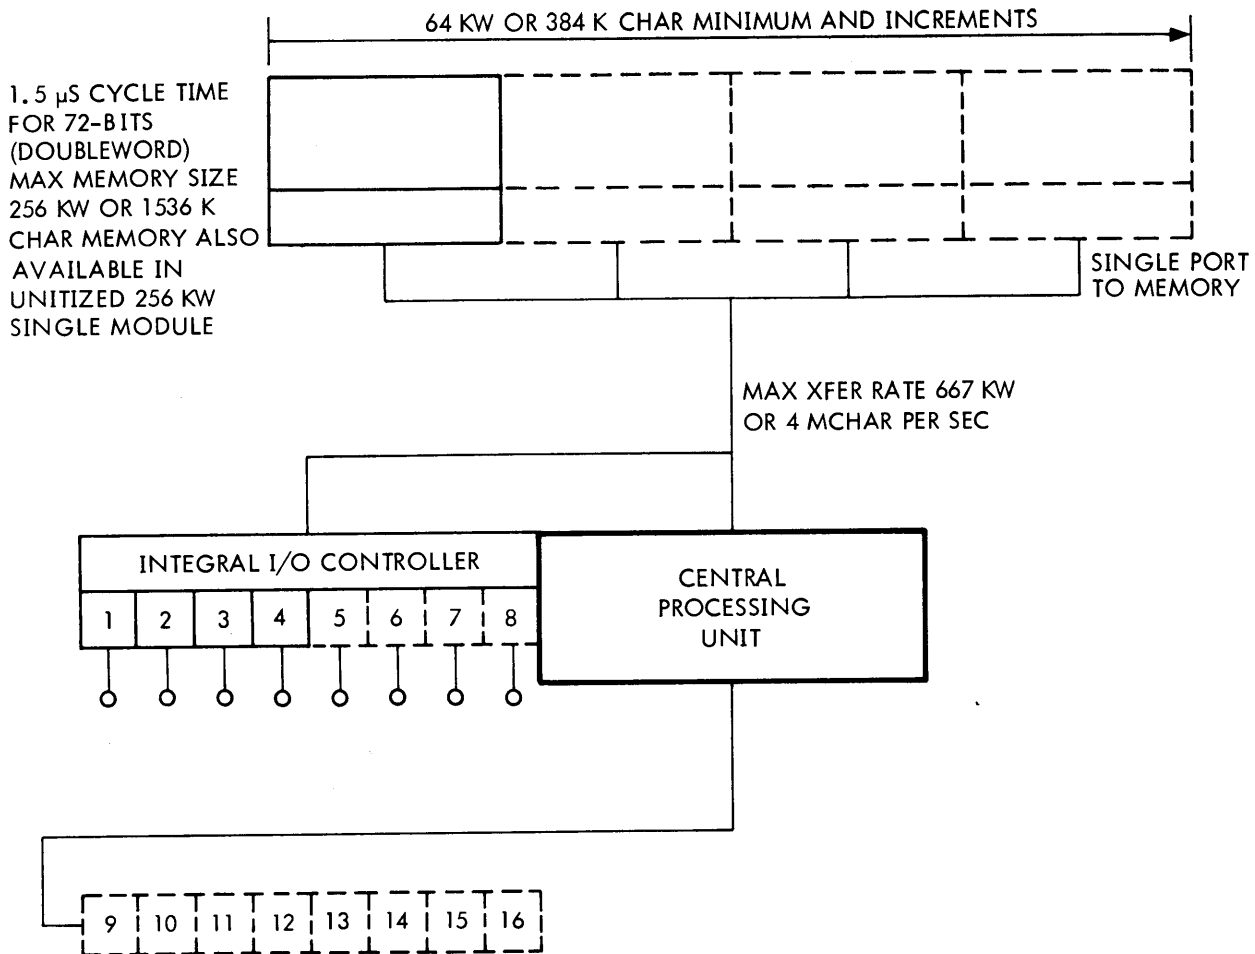 64 KW OR 384 K CHAR MINIMUM AND INCREMENTS
1.5 µS CYCLE TIME
FOR 72-BITS
(DOUBLEWORD)
MAX MEMORY SIZE
256 KW OR 1536 K
CHAR MEMORY ALSO
AVAILABLE IN
UNITIZED 256 KW
SINGLE MODULE
SINGLE PORT
TO MEMORY
MAX XFER RATE 667 KW
OR 4 MCHAR PER SEC
INTEGRAL I/O CONTROLLER
1 2 3 4 5 6 7 8
CENTRAL
PROCESSING
UNIT
9 10 11 12 13 14 15 16